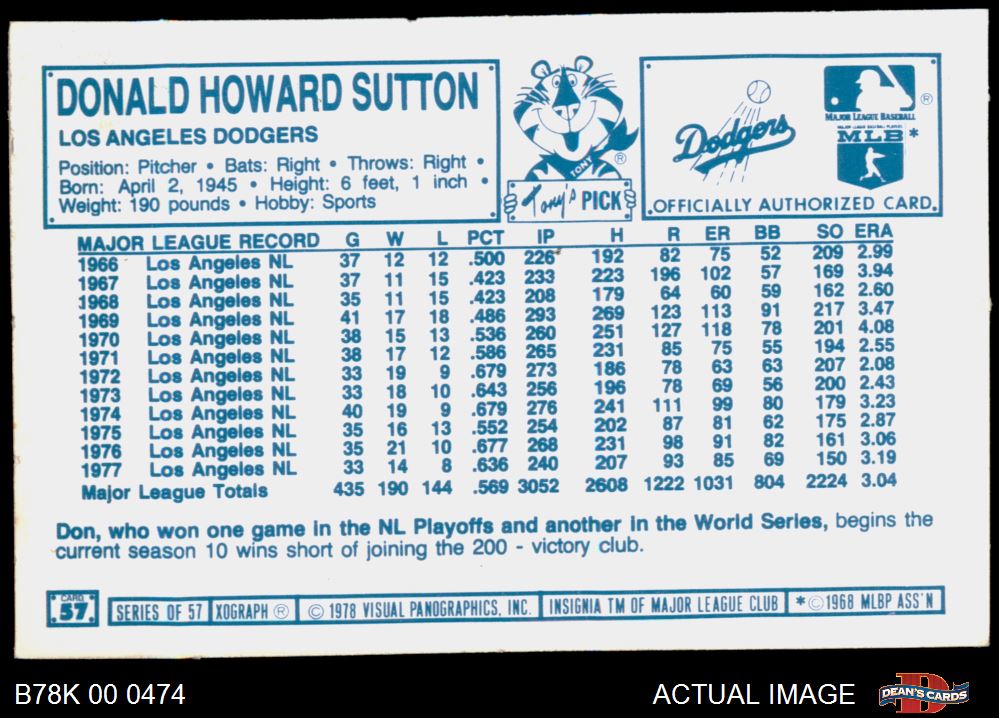 DONALD HOWARD SUTTON
LOS ANGELES DODGERS
Position: Pitcher • Bats: Right • Throws: Right •
Born: April 2, 1945 • Height: 6 feet, 1 inch •
Weight: 190 pounds • Hobby: Sports
TONY
®
Tony's PICK
Dodgers
®
MAJOR LEAGUE BASEBALL
MAJOR LEAGUE BASEBALL PLAYERS
MLB *
OFFICIALLY AUTHORIZED CARD
MAJOR LEAGUE RECORD G W L PCT IP H R ER BB SO ERA
1966 Los Angeles NL 37 12 12 .500 226 192 82 75 52 209 2.99
1967 Los Angeles NL 37 11 15 .423 233 223 196 102 57 169 3.94
1968 Los Angeles NL 35 11 15 .423 208 179 64 60 59 162 2.60
1969 Los Angeles NL 41 17 18 .486 293 269 123 113 91 217 3.47
1970 Los Angeles NL 38 15 13 .536 260 251 127 118 78 201 4.08
1971 Los Angeles NL 38 17 12 .586 265 231 85 75 55 194 2.55
1972 Los Angeles NL 33 19 9 .679 273 186 78 63 63 207 2.08
1973 Los Angeles NL 33 18 10 .643 256 196 78 69 56 200 2.43
1974 Los Angeles NL 40 19 9 .679 276 241 111 99 80 179 3.23
1975 Los Angeles NL 35 16 13 .552 254 202 87 81 62 175 2.87
1976 Los Angeles NL 35 21 10 .677 268 231 98 91 82 161 3.06
1977 Los Angeles NL 33 14 8 .636 240 207 93 85 69 150 3.19
Major League Totals 435 190 144 .569 3052 2608 1222 1031 804 2224 3.04
Don, who won one game in the NL Playoffs and another in the World Series, begins the
current season 10 wins short of joining the 200 - victory club.
CARD
57
SERIES OF 57 XOGRAPH ® © 1978 VISUAL PANOGRAPHICS, INC. INSIGNIA TM OF MAJOR LEAGUE CLUB * © 1968 MLBP ASS'N
B78K 00 0474
ACTUAL IMAGE
D
DEAN'S CARDS